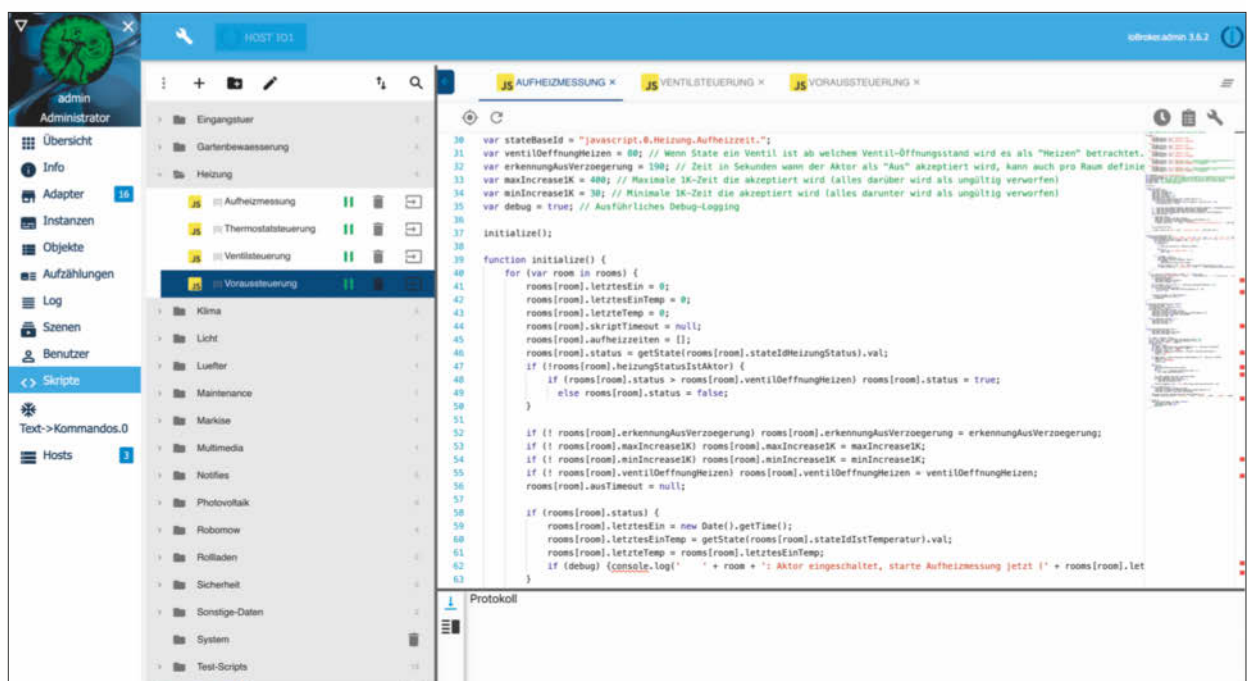 HOST IO1
ioBroker.admin 3.6.2
admin
Administrator
Übersicht
Info
Adapter 16
Instanzen
Objekte
Aufzählungen
Log
Szenen
Benutzer
Skripte
Text->Kommandos.0
Hosts 3
Eingangstuer
Gartenbewaesserung
Heizung
JS Aufheizmessung
JS Thermostatsteuerung
JS Ventilsteuerung
JS Voraussteuerung
Klima
Licht
Luefter
Maintenance
Markise
Multimedia
Notifies
Photovoltaik
Robomow
Rollladen
Sicherheit
Sonstige-Daten
System
Test-Scripts
JS AUFHEIZMESSUNG × JS VENTILSTEUERUNG × JS VORAUSSTEUERUNG ×
30 var stateBaseId = "javascript.0.Heizung.Aufheizzeit.";
31 var ventilOeffnungHeizen = 80; // Wenn State ein Ventil ist ab welchem Ventil-Öffnungsstand wird es als "Heizen" betrachtet.
32 var erkennungAusVerzoegerung = 190; // Zeit in Sekunden wann der Aktor als "Aus" akzeptiert wird, kann auch pro Raum definie
33 var maxIncrease1K = 400; // Maximale 1K-Zeit die akzeptiert wird (alles darüber wird als ungültig verworfen)
34 var minIncrease1K = 30; // Minimale 1K-Zeit die akzeptiert wird (alles darunter wird als ungültig verworfen)
35 var debug = true; // Ausführliches Debug-Logging
36
37 initialize();
38
39 function initialize() {
40 for (var room in rooms) {
41 rooms[room].letztesEin = 0;
42 rooms[room].letztesEinTemp = 0;
43 rooms[room].letzteTemp = 0;
44 rooms[room].skriptTimeout = null;
45 rooms[room].aufheizzeiten = [];
46 rooms[room].status = getState(rooms[room].stateIdHeizungStatus).val;
47 if (!rooms[room].heizungStatusIstAktor) {
48 if (rooms[room].status > rooms[room].ventilOeffnungHeizen) rooms[room].status = true;
49 else rooms[room].status = false;
50 }
51
52 if (! rooms[room].erkennungAusVerzoegerung) rooms[room].erkennungAusVerzoegerung = erkennungAusVerzoegerung;
53 if (! rooms[room].maxIncrease1K) rooms[room].maxIncrease1K = maxIncrease1K;
54 if (! rooms[room].minIncrease1K) rooms[room].minIncrease1K = minIncrease1K;
55 if (! rooms[room].ventilOeffnungHeizen) rooms[room].ventilOeffnungHeizen = ventilOeffnungHeizen;
56 rooms[room].ausTimeout = null;
57
58 if (rooms[room].status) {
59 rooms[room].letztesEin = new Date().getTime();
60 rooms[room].letztesEinTemp = getState(rooms[room].stateIdIstTemperatur).val;
61 rooms[room].letzteTemp = rooms[room].letztesEinTemp;
62 if (debug) {console.log('    ' + room + ': Aktor eingeschaltet, starte Aufheizmessung jetzt (' + rooms[room].let
63 }
Protokoll